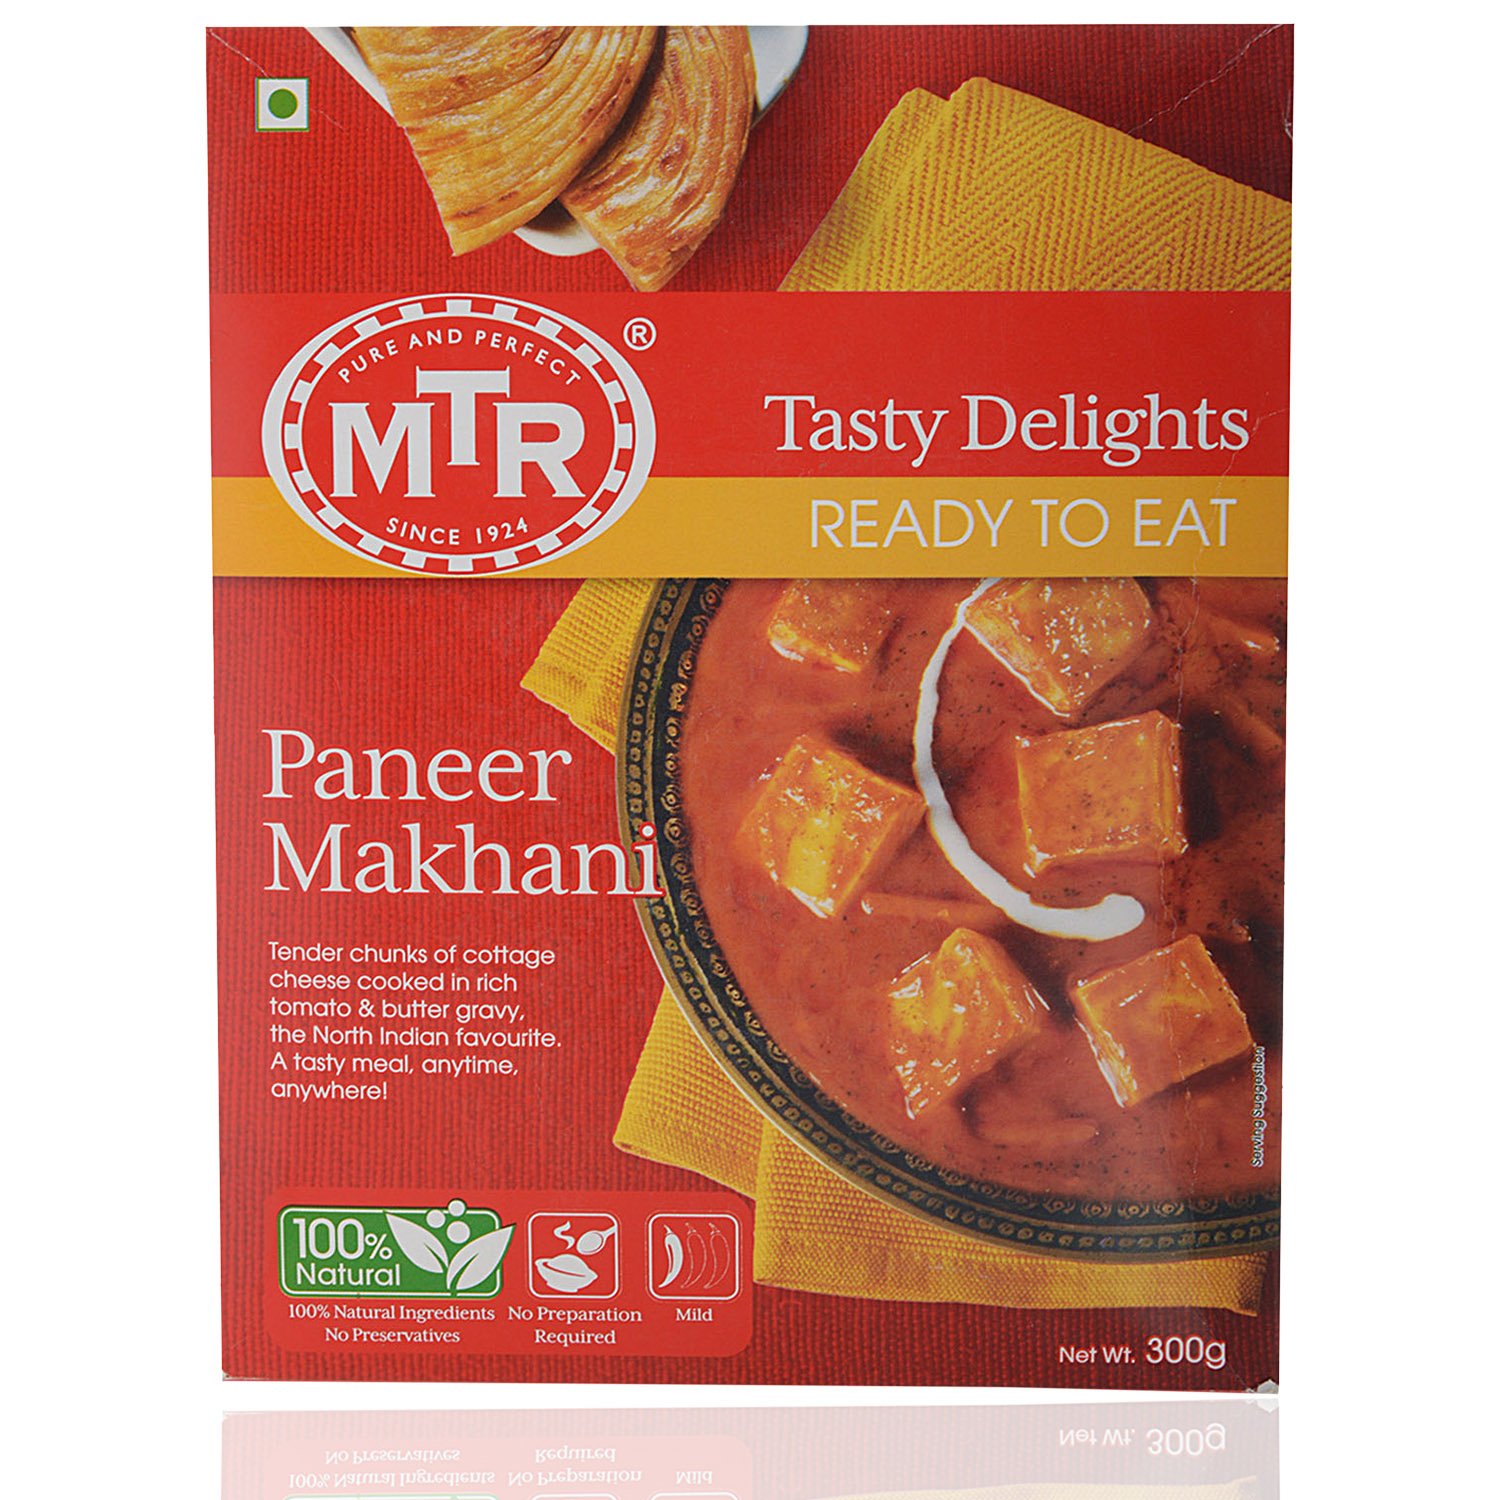 PURE AND PERFECT
MTR
SINCE 1924
®
Tasty Delights
READY TO EAT
Paneer
Makhani
Tender chunks of cottage
cheese cooked in rich
tomato & butter gravy,
the North Indian favourite.
A tasty meal, anytime,
anywhere!
Serving Suggestion
100%
Natural
100% Natural Ingredients
No Preservatives
No Preparation
Required
Mild
Net Wt. 300g